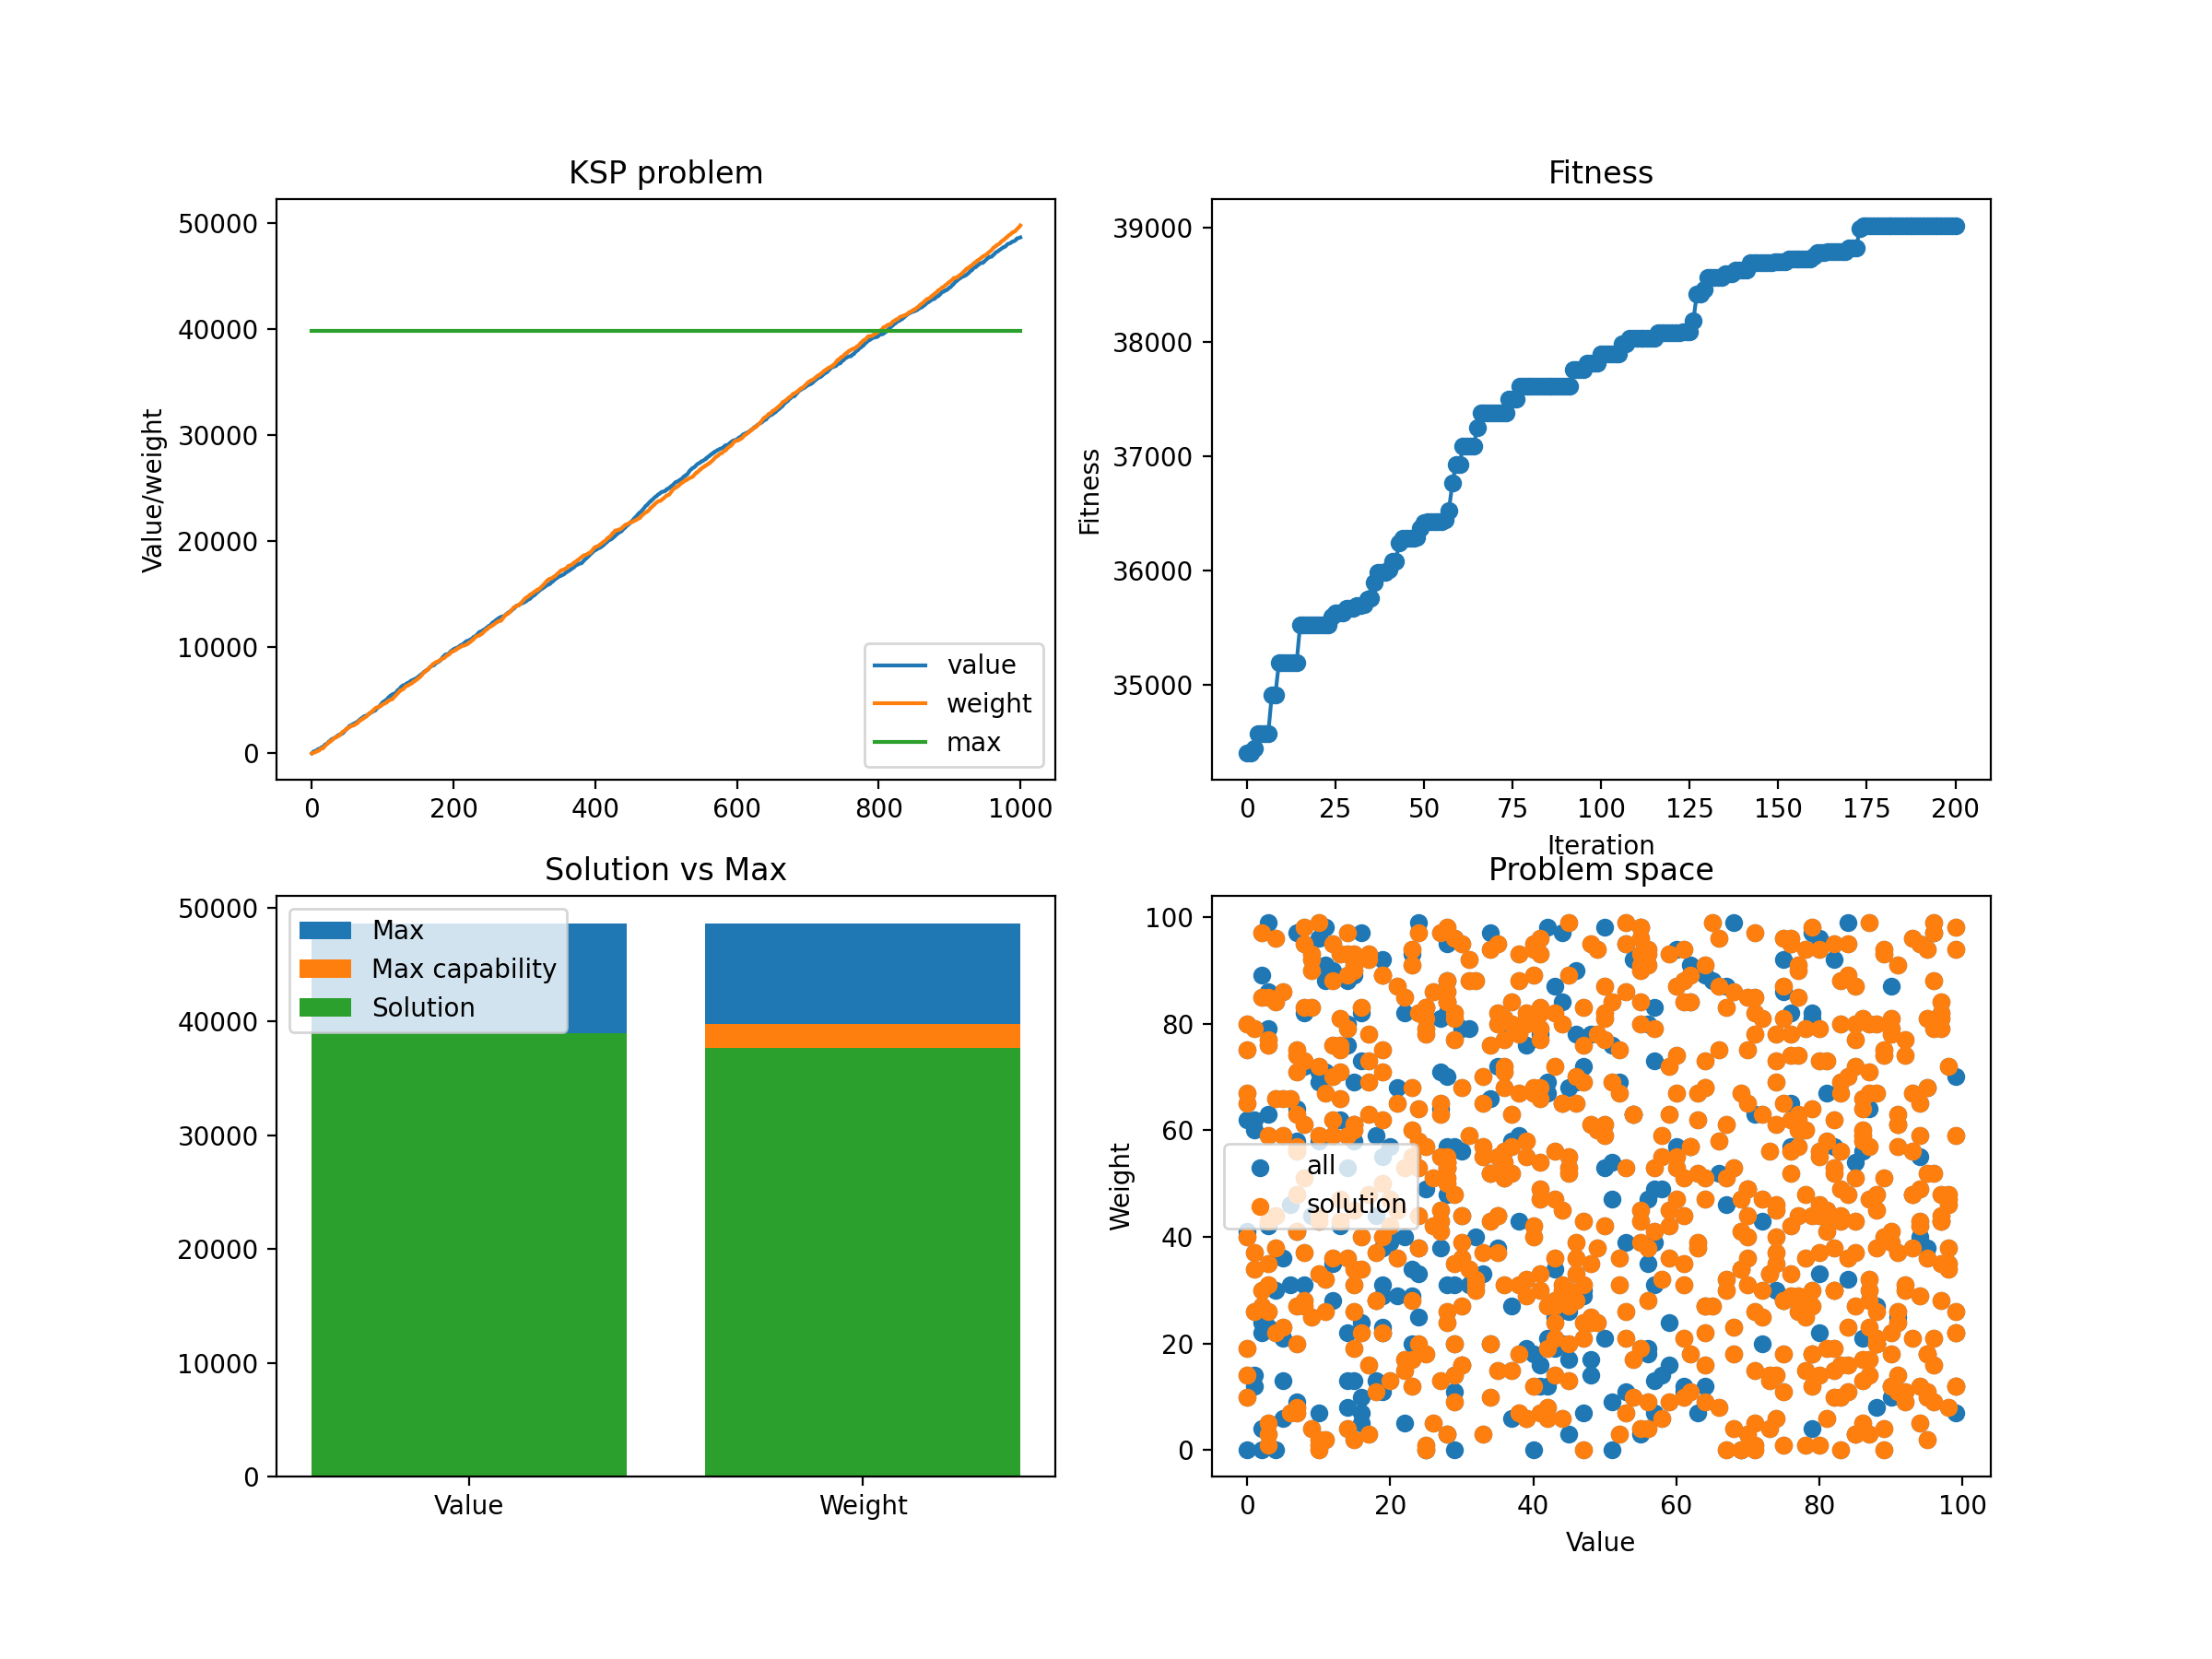 KSP problem
Value/weight
50000
40000
30000
20000
10000
0
0 200 400 600 800 1000
value
weight
max
Fitness
Fitness
39000
38000
37000
36000
35000
0 25 50 75 100 125 150 175 200
Iteration
Solution vs Max
50000
40000
30000
20000
10000
0
Max
Max capability
Solution
Value Weight
Problem space
Weight
100
80
60
40
20
0
all
solution
0 20 40 60 80 100
Value